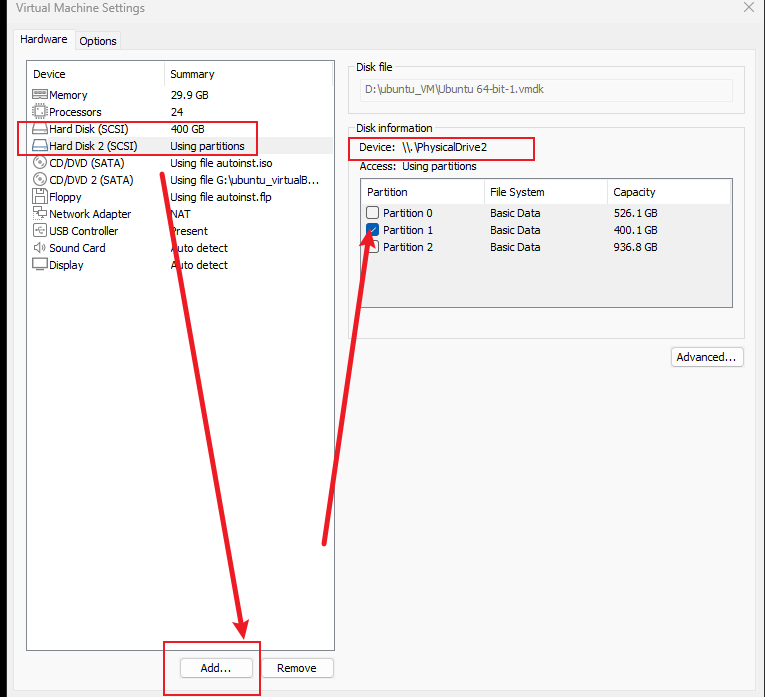 Virtual Machine Settings
Hardware Options
Device Summary
Memory 29.9 GB
Processors 24
Hard Disk (SCSI) 400 GB
Hard Disk 2 (SCSI) Using partitions
CD/DVD (SATA) Using file autoinst.iso
CD/DVD 2 (SATA) Using file G:\ubuntu_virtualB...
Floppy Using file autoinst.flp
Network Adapter NAT
USB Controller Present
Sound Card Auto detect
Display Auto detect
Add... Remove
Disk file
D:\ubuntu_VM\Ubuntu 64-bit-1.vmdk
Disk information
Device: \\.\PhysicalDrive2
Access: Using partitions
Partition File System Capacity
Partition 0 Basic Data 526.1 GB
Partition 1 Basic Data 400.1 GB
Partition 2 Basic Data 936.8 GB
Advanced...